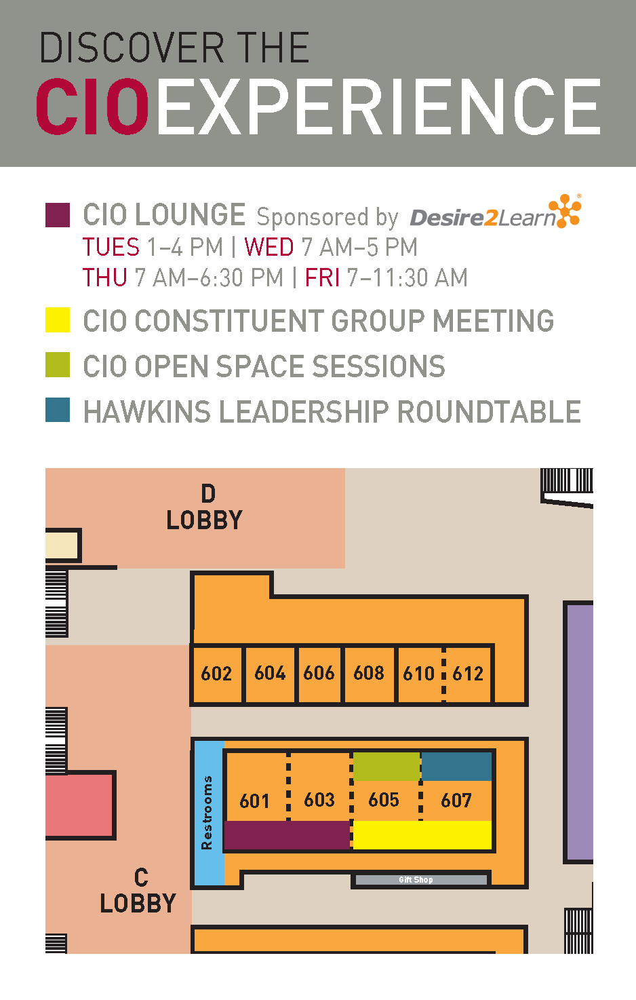 DISCOVER THE
CIOEXPERIENCE
CIO LOUNGE Sponsored by Desire2Learn®
TUES 1–4 PM | WED 7 AM–5 PM
THU 7 AM–6:30 PM | FRI 7–11:30 AM
CIO CONSTITUENT GROUP MEETING
CIO OPEN SPACE SESSIONS
HAWKINS LEADERSHIP ROUNDTABLE
D
LOBBY
602 604 606 608 610 612
601 603 605 607
Restrooms
C
LOBBY
Gift Shop